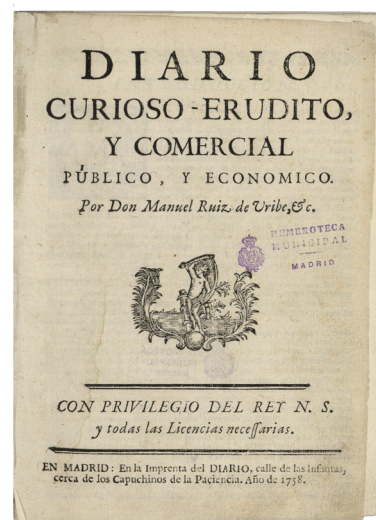 DIARIO
CURIOSO-ERUDITO,
Y COMERCIAL
PÚBLICO, Y ECONOMICO.
Por Don Manuel Ruiz de Uribe, &c.
HEMEROTECA
MUNICIPAL
MADRID
CON PRIVILEGIO DEL REY N. S.
y todas las Licencias necessarias.
EN MADRID: En la Imprenta del DIARIO, calle de las Infantas,
cerca de los Capuchinos de la Paciencia. Año de 1758.